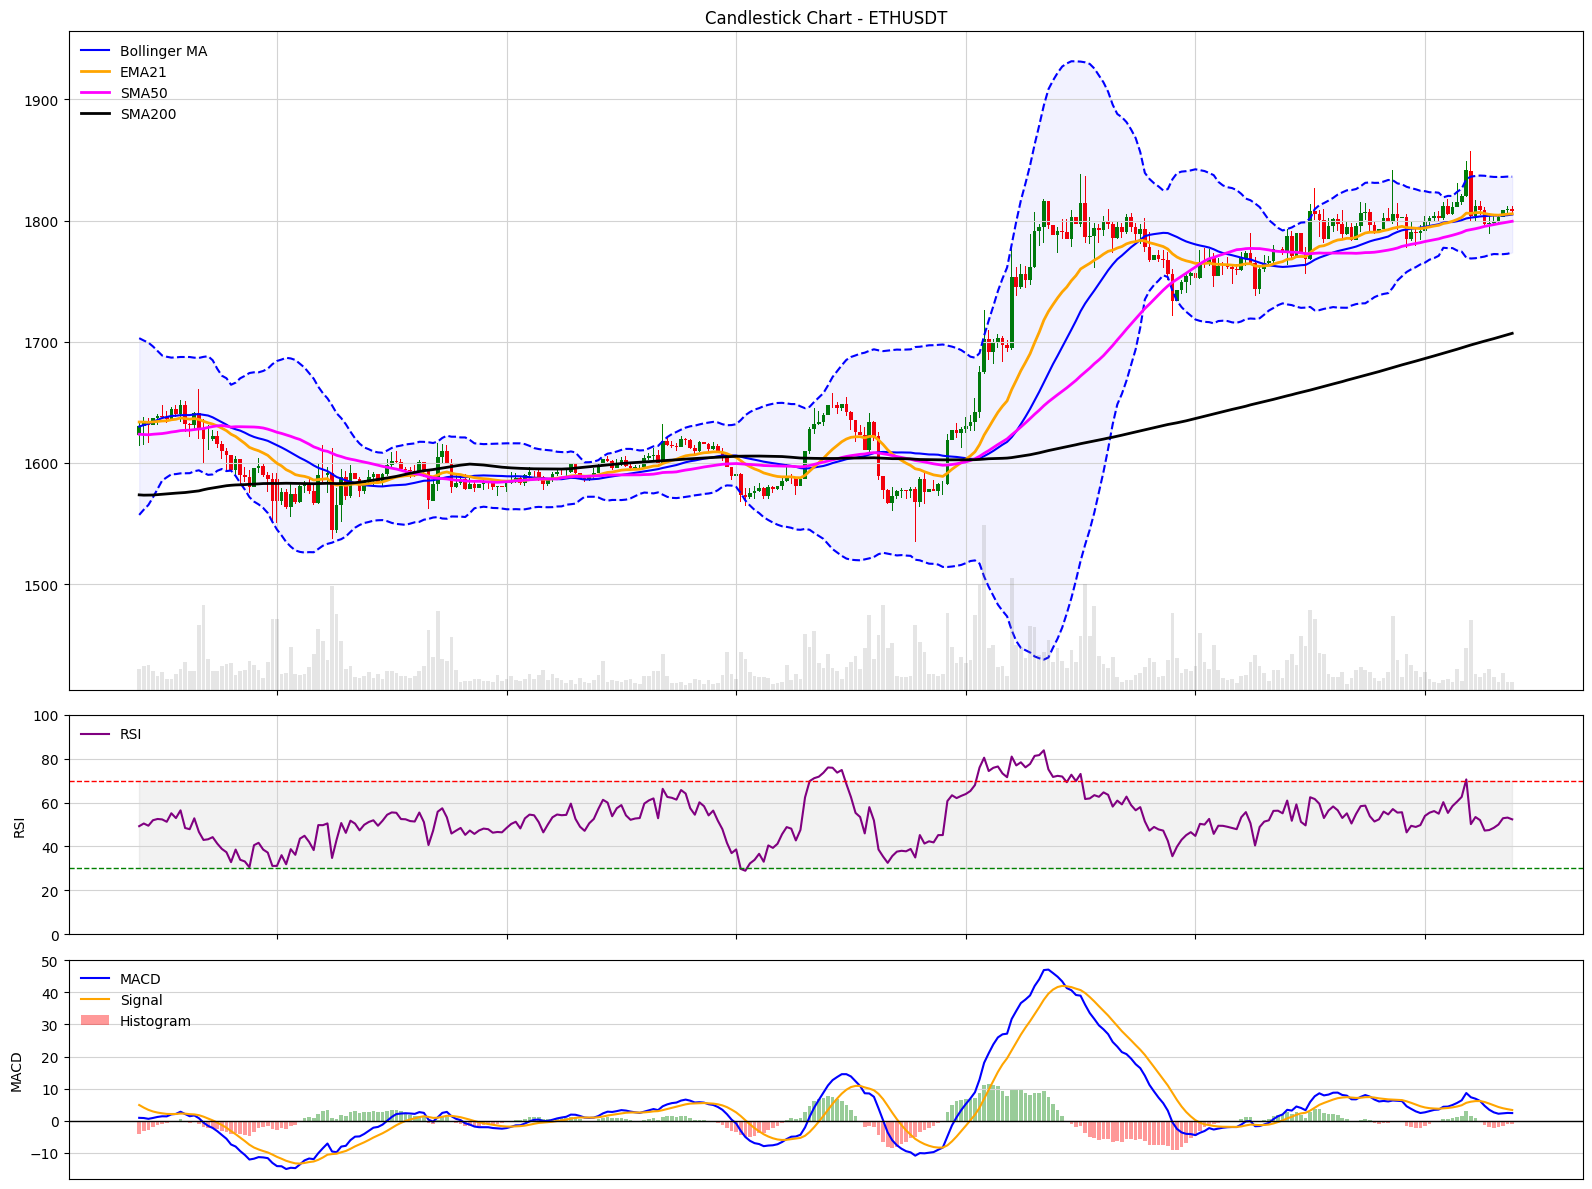 Candlestick Chart - ETHUSDT
Bollinger MA
EMA21
SMA50
SMA200
1900
1800
1700
1600
1500
RSI
RSI
100
80
60
40
20
0
MACD
Signal
Histogram
MACD
50
40
30
20
10
0
−10